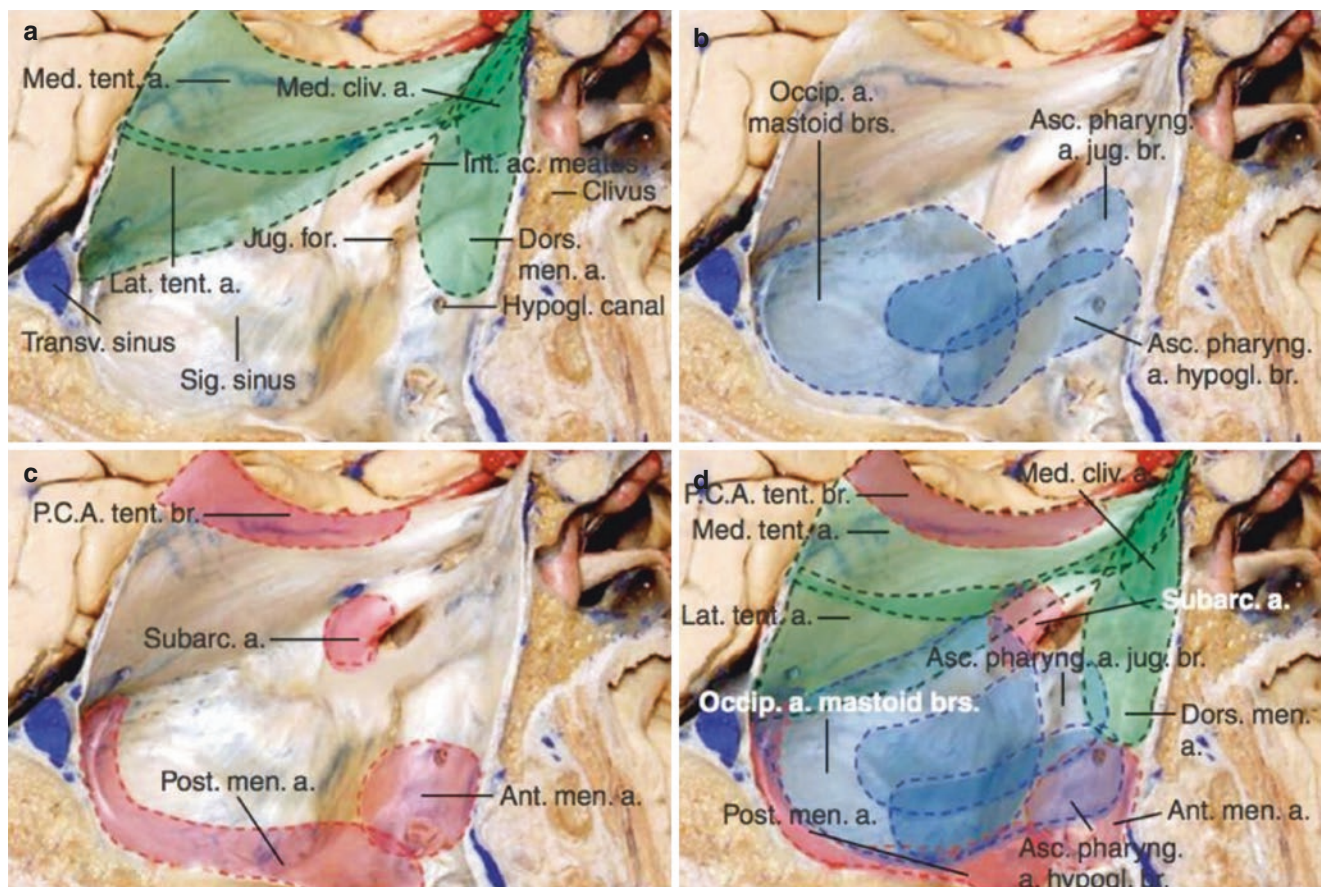 a
Med. tent. a.
Med. cliv. a.
Int. ac. meatus
Clivus
Jug. for.
Dors.
men. a.
Lat. tent. a.
Hypogl. canal
Transv. sinus
Sig. sinus
b
Occip. a.
mastoid brs.
Asc. pharyng.
a. jug. br.
Asc. pharyng.
a. hypogl. br.
c
P.C.A. tent. br.
Subarc. a.
Post. men. a.
Ant. men. a.
d
Med. cliv. a.
P.C.A. tent. br.
Med. tent. a.
Subarc. a.
Lat. tent. a.
Asc. pharyng. a. jug. br.
Occip. a. mastoid brs.
Dors. men.
a.
Post. men. a.
Ant. men. a.
Asc. pharyng.
a. hypogl. br.